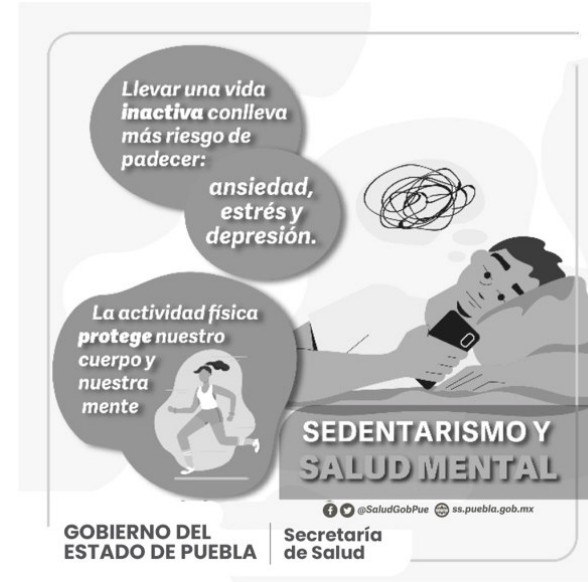 Llevar una vida
inactiva conlleva
más riesgo de
padecer:
ansiedad,
estrés y
depresión.
La actividad física
protege nuestro
cuerpo y
nuestra
mente
SEDENTARISMO Y
SALUD MENTAL
@SaludGobPue ss.puebla.gob.mx
GOBIERNO DEL
ESTADO DE PUEBLA
Secretaría
de Salud